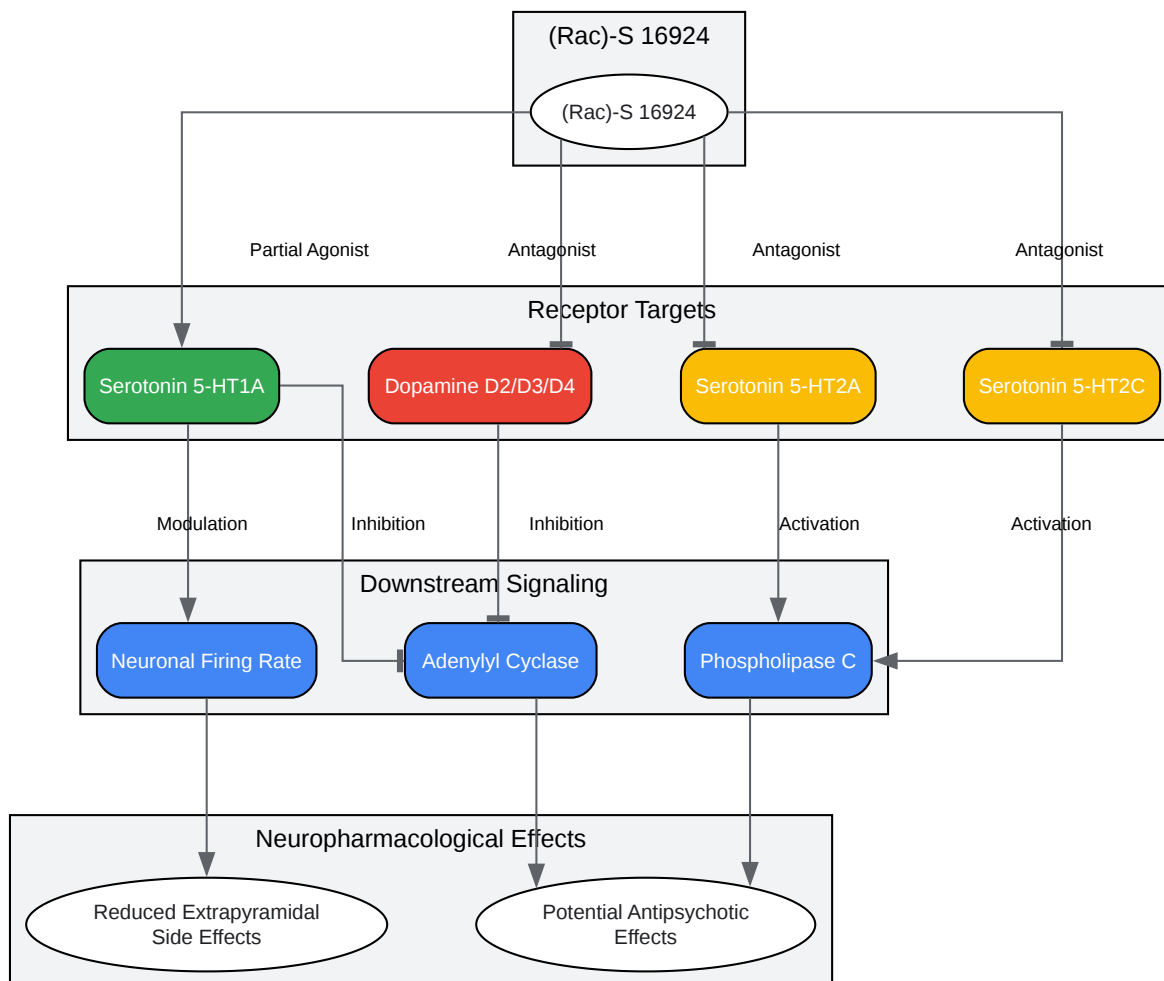 (Rac)-S 16924
(Rac)-S 16924
Partial Agonist
Antagonist
Antagonist
Antagonist
Receptor Targets
Serotonin 5-HT1A
Dopamine D2/D3/D4
Serotonin 5-HT2A
Serotonin 5-HT2C
Modulation
Inhibition
Inhibition
Activation
Activation
Downstream Signaling
Neuronal Firing Rate
Adenylyl Cyclase
Phospholipase C
Neuropharmacological Effects
Reduced Extrapyramidal
Side Effects
Potential Antipsychotic
Effects